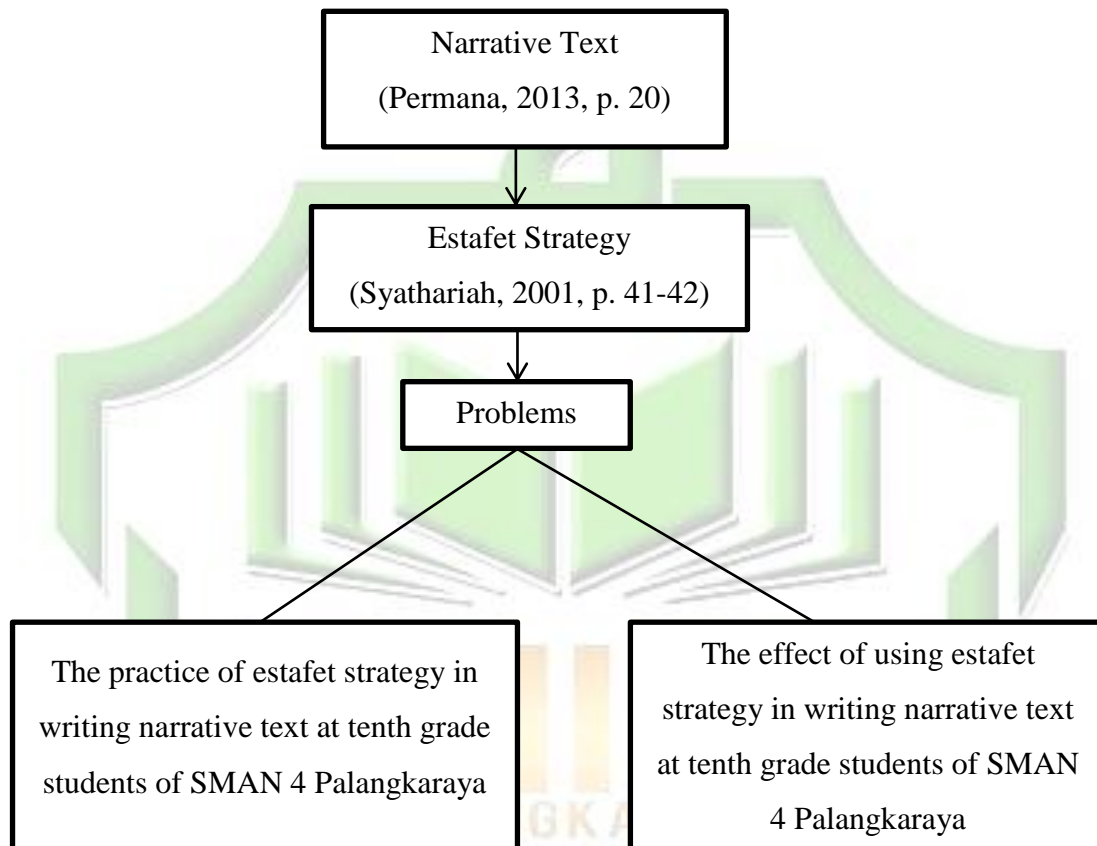 Narrative Text
(Permana, 2013, p. 20)
Estafet Strategy
(Syathariah, 2001, p. 41-42)
Problems
The practice of estafet strategy in
writing narrative text at tenth grade
students of SMAN 4 Palangkaraya
The effect of using estafet
strategy in writing narrative text
at tenth grade students of SMAN
4 Palangkaraya